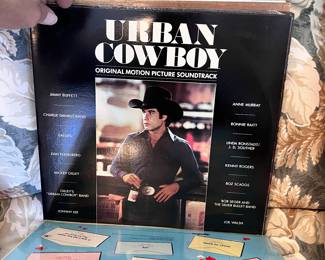 URBAN
COWBOY
ORIGINAL MOTION PICTURE SOUNDTRACK
JIMMY BUFFETT
CHARLIE DANIELS BAND
EAGLES
DAN FOGELBERG
MICKEY GILLEY
GILLEY'S
"URBAN COWBOY" BAND
JOHNNY LEE
ANNE MURRAY
BONNIE RAITT
LINDA RONSTADT/
J. D. SOUTHER
KENNY ROGERS
BOZ SCAGGS
BOB SEGER AND
THE SILVER BULLET BAND
JOE WALSH